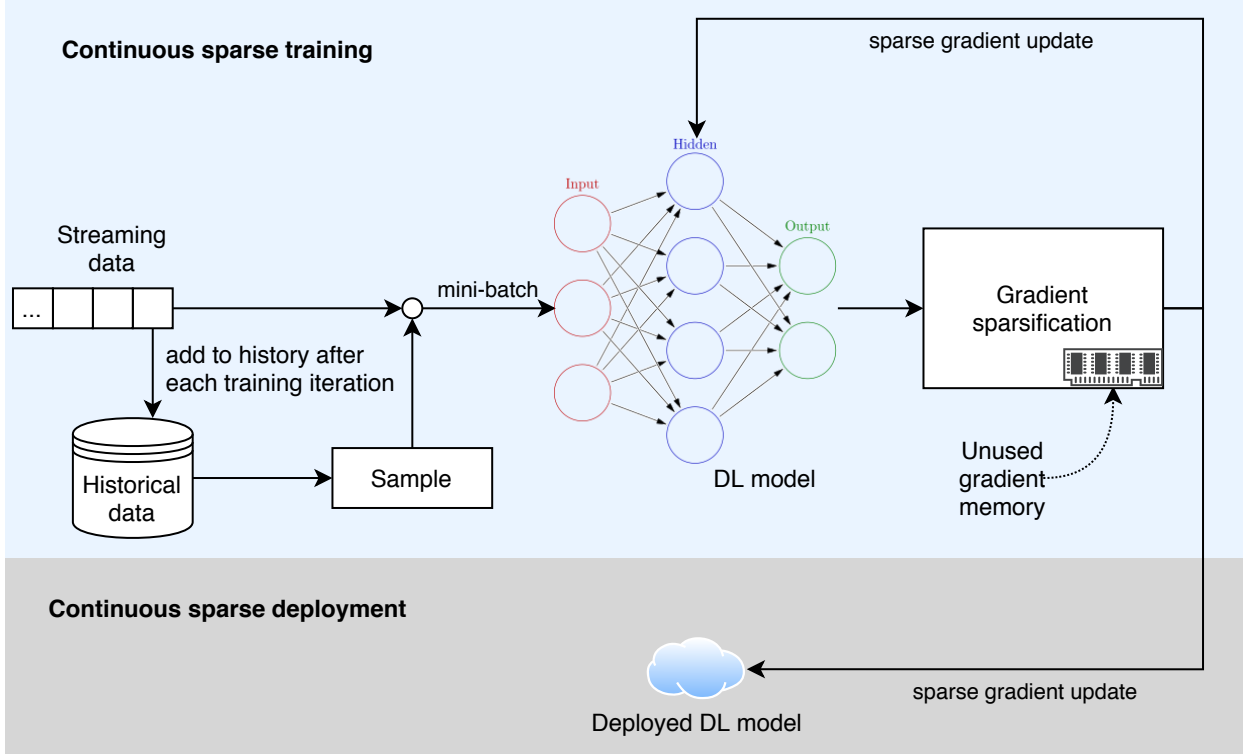 Continuous sparse training
sparse gradient update
Hidden
Input
Output
Streaming
data
...
mini-batch
add to history after
each training iteration
Gradient
sparsification
Historical
data
Sample
DL model
Unused
gradient
memory
Continuous sparse deployment
sparse gradient update
Deployed DL model